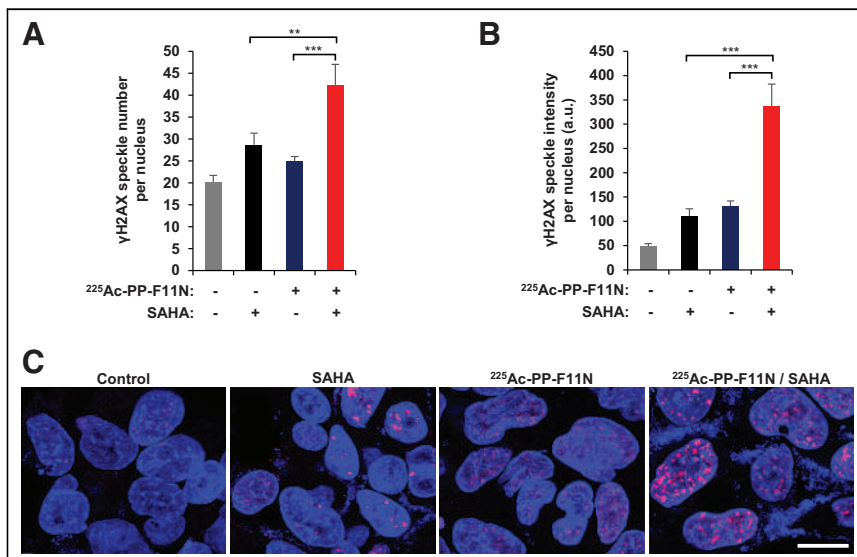 A
γH2AX speckle number
per nucleus
50
45
40
35
30
25
20
15
10
5
0
**
***
²²⁵Ac-PP-F11N: - - + +
SAHA: - + - +
B
γH2AX speckle intensity
per nucleus (a.u.)
450
400
350
300
250
200
150
100
50
0
***
***
²²⁵Ac-PP-F11N: - - + +
SAHA: - + - +
C
Control
SAHA
²²⁵Ac-PP-F11N
²²⁵Ac-PP-F11N / SAHA